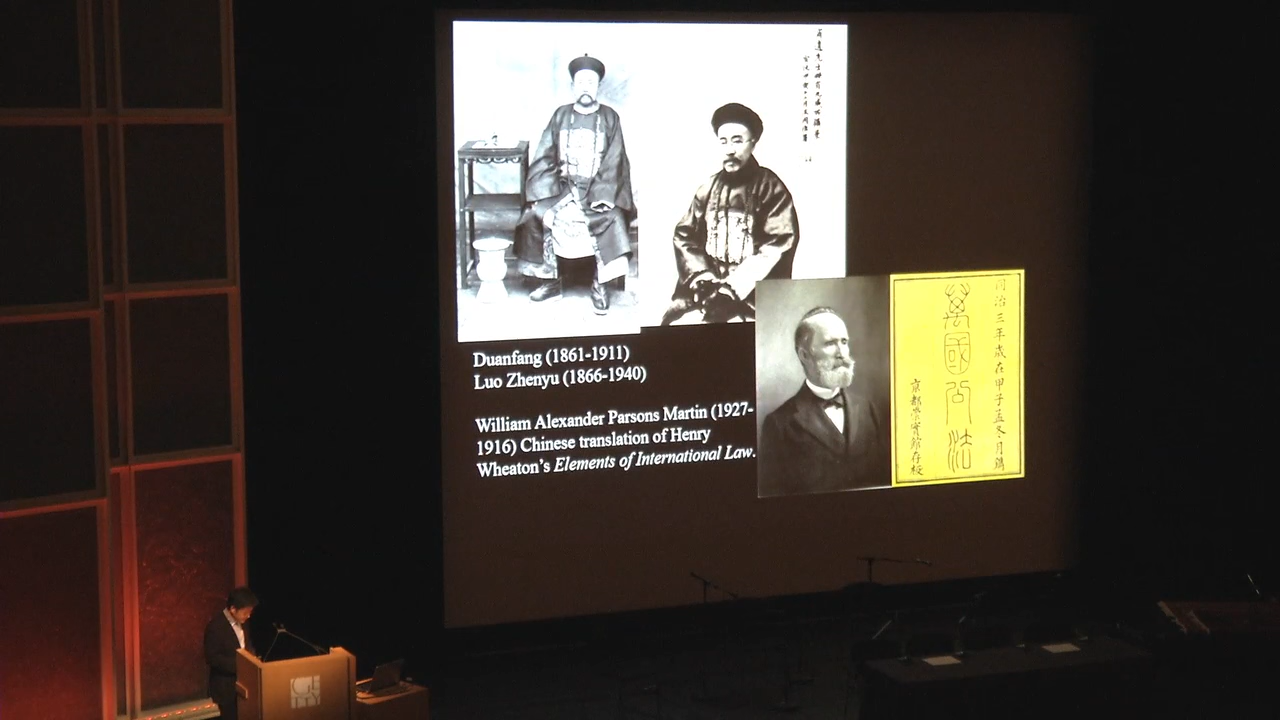 Duanfang (1861-1911)
Luo Zhenyu (1866-1940)
William Alexander Parsons Martin (1927-
1916) Chinese translation of Henry
Wheaton's Elements of International Law.
同治三年歲在甲子孟冬月鐫
萬國公法
京都崇實館存板
GE
TTY